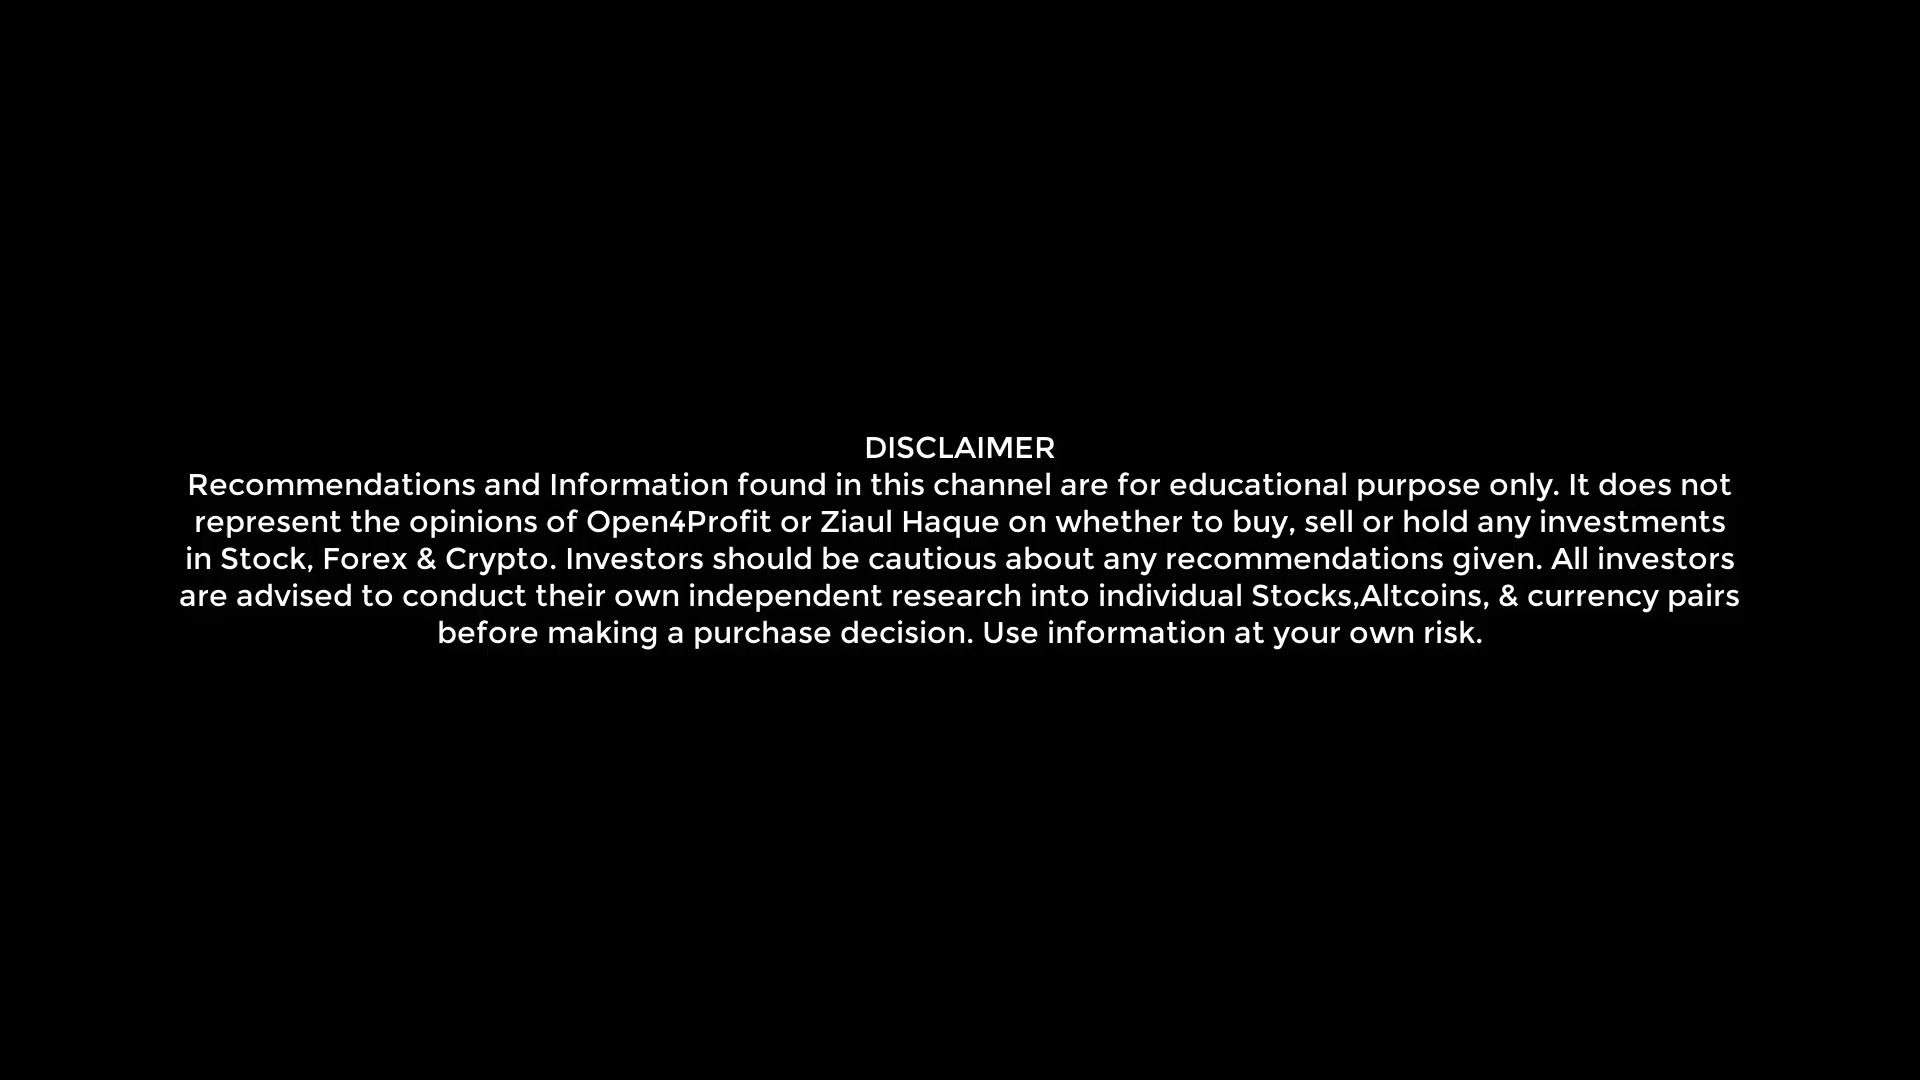 DISCLAIMER
Recommendations and Information found in this channel are for educational purpose only. It does not
represent the opinions of Open4Profit or Ziaul Haque on whether to buy, sell or hold any investments
in Stock, Forex & Crypto. Investors should be cautious about any recommendations given. All investors
are advised to conduct their own independent research into individual Stocks,Altcoins, & currency pairs
before making a purchase decision. Use information at your own risk.